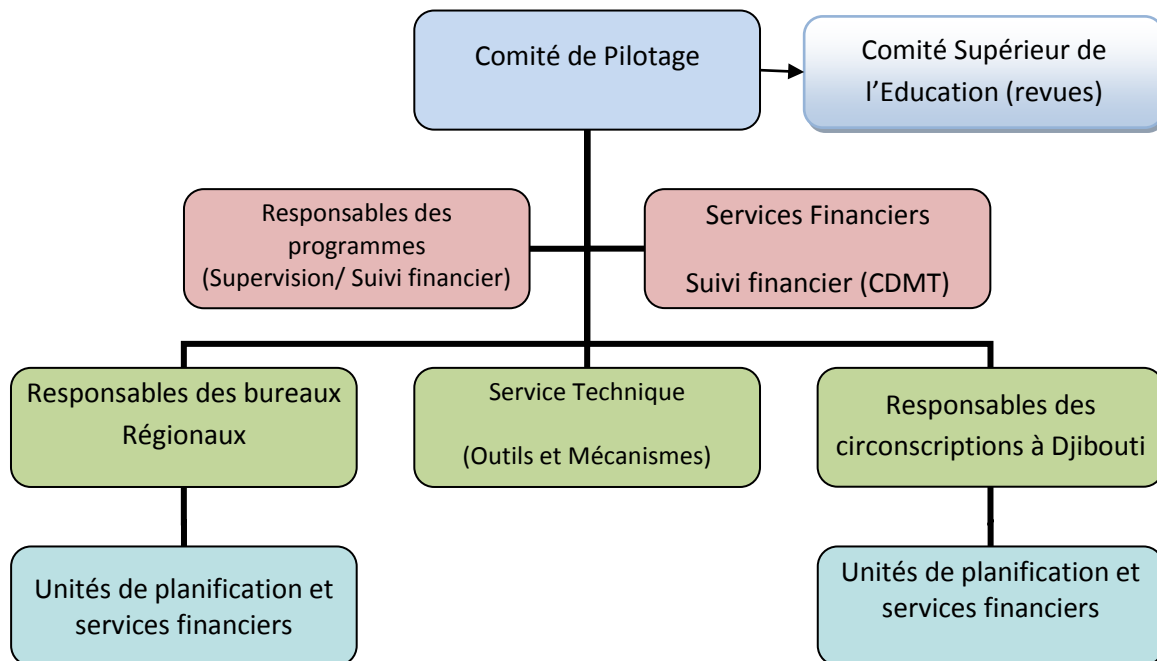 Comité de Pilotage
Comité Supérieur de
l’Education (revues)
Responsables des
programmes
(Supervision/ Suivi financier)
Services Financiers
Suivi financier (CDMT)
Responsables des bureaux
Régionaux
Service Technique
(Outils et Mécanismes)
Responsables des
circonscriptions à Djibouti
Unités de planification et
services financiers
Unités de planification et
services financiers